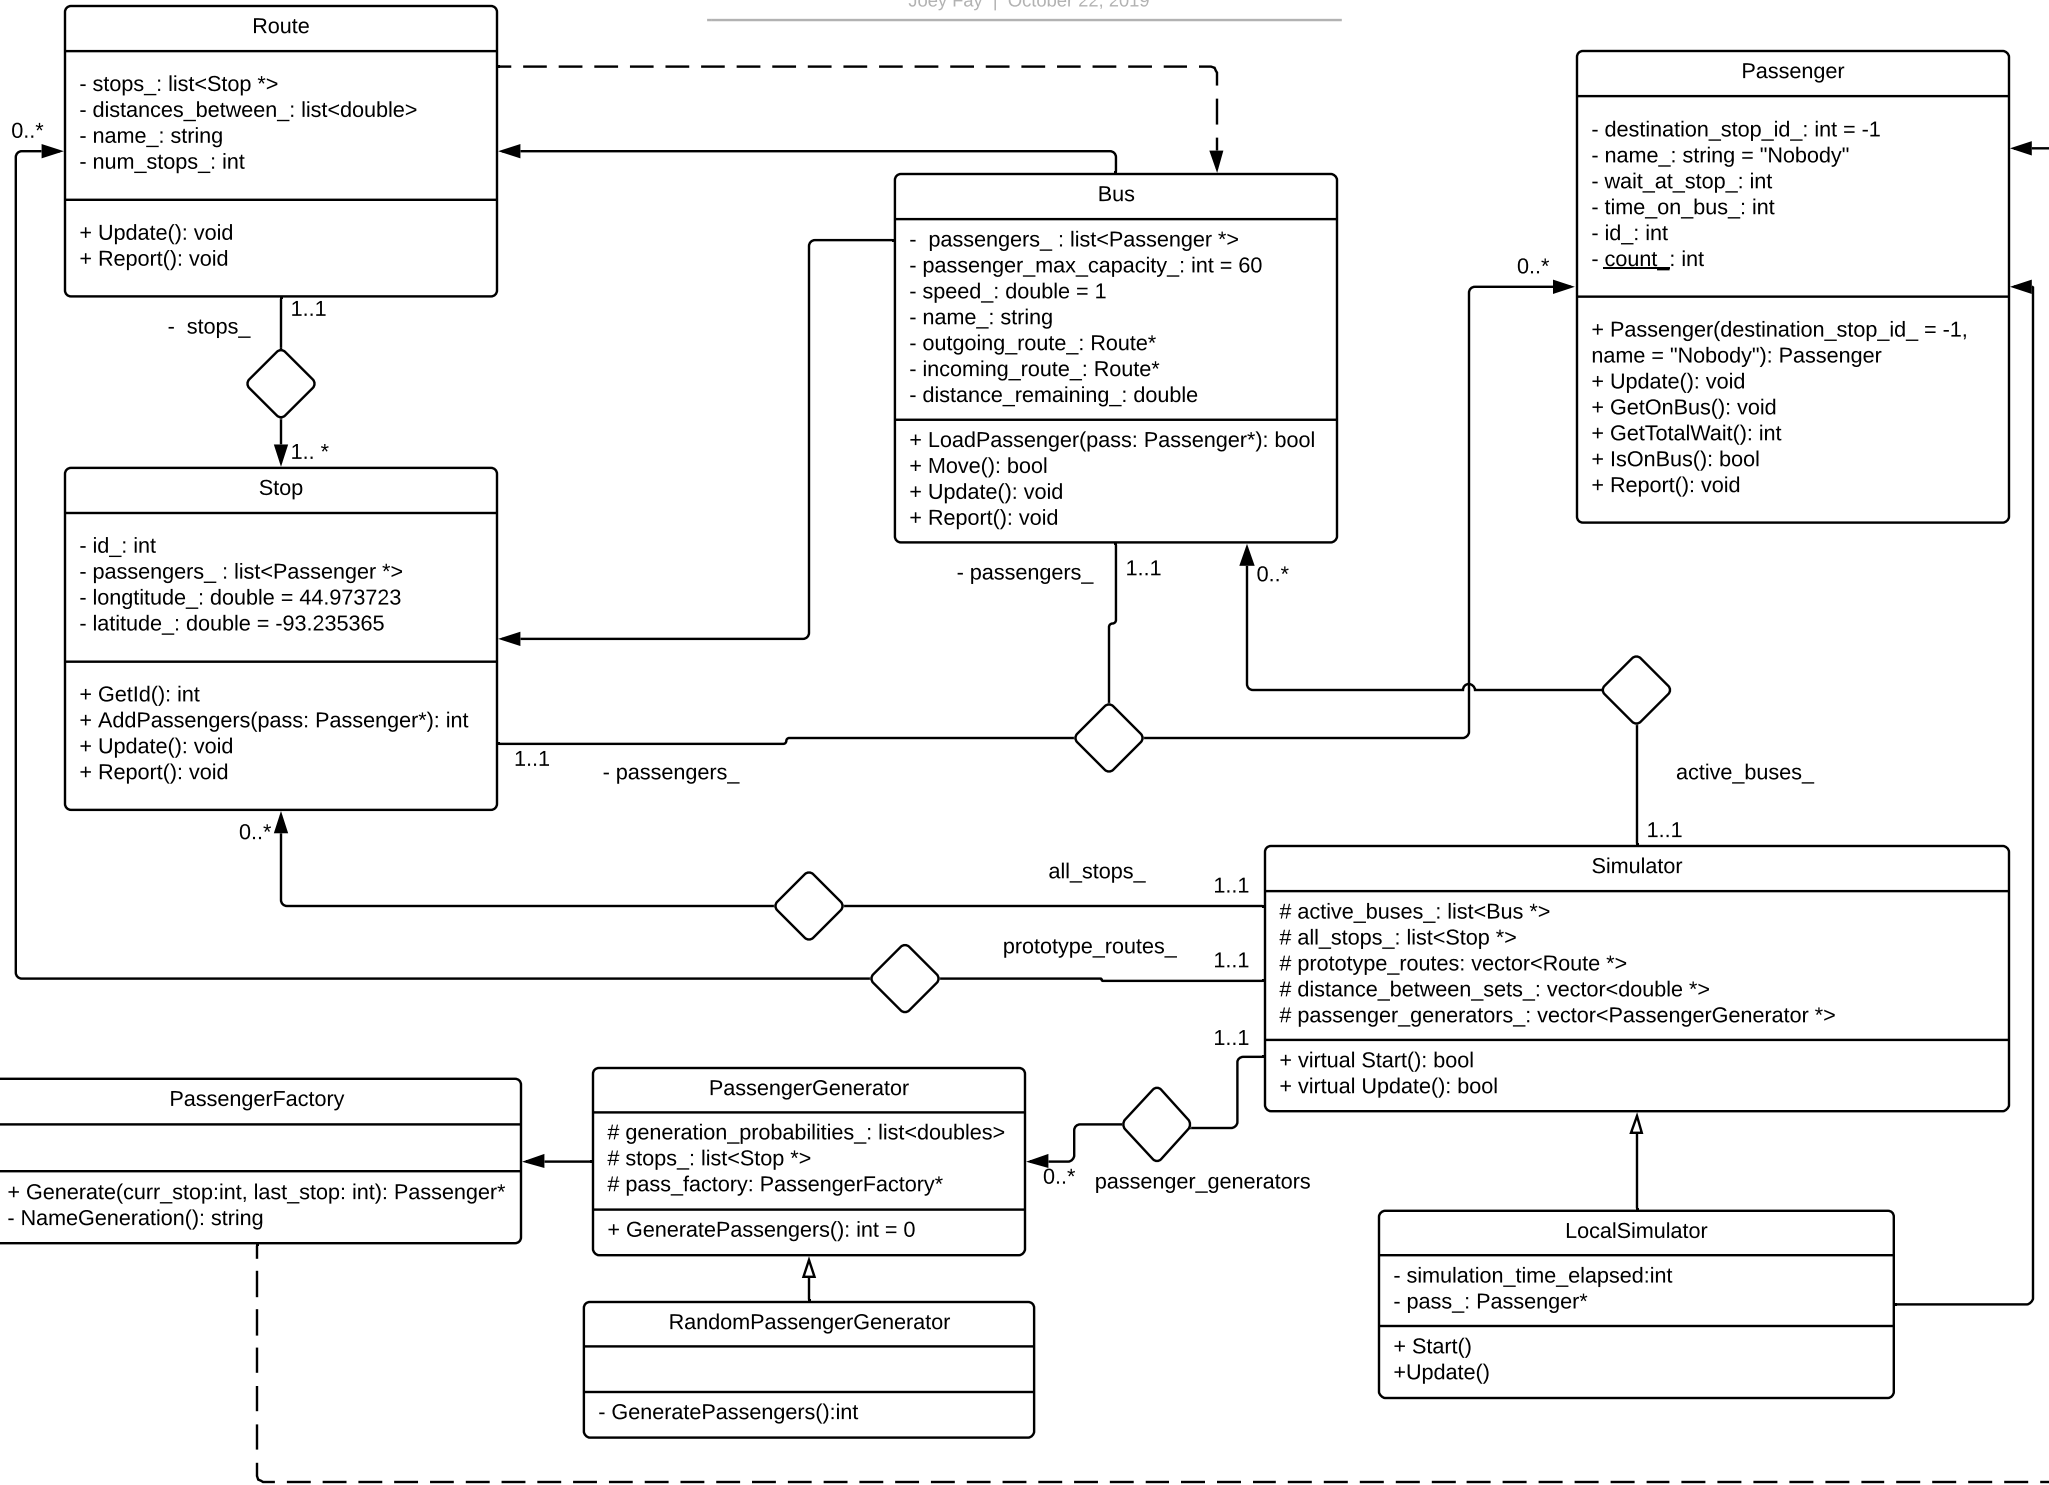 Joey Fay | October 22, 2019
Route
- stops_: list<Stop *>
- distances_between_: list<double>
- name_: string
- num_stops_: int
+ Update(): void
+ Report(): void
0..*
1..1
- stops_
1.. *
Stop
- id_: int
- passengers_ : list<Passenger *>
- longtitude_: double = 44.973723
- latitude_: double = -93.235365
+ GetId(): int
+ AddPassengers(pass: Passenger*): int
+ Update(): void
+ Report(): void
1..1
- passengers_
0..*
Bus
- passengers_ : list<Passenger *>
- passenger_max_capacity_: int = 60
- speed_: double = 1
- name_: string
- outgoing_route_: Route*
- incoming_route_: Route*
- distance_remaining_: double
+ LoadPassenger(pass: Passenger*): bool
+ Move(): bool
+ Update(): void
+ Report(): void
- passengers_
1..1
0..*
Passenger
- destination_stop_id_: int = -1
- name_: string = "Nobody"
- wait_at_stop_: int
- time_on_bus_: int
- id_: int
- count_: int
+ Passenger(destination_stop_id_ = -1,
name = "Nobody"): Passenger
+ Update(): void
+ GetOnBus(): void
+ GetTotalWait(): int
+ IsOnBus(): bool
+ Report(): void
0..*
active_buses_
1..1
all_stops_
1..1
prototype_routes_
1..1
1..1
Simulator
# active_buses_: list<Bus *>
# all_stops_: list<Stop *>
# prototype_routes: vector<Route *>
# distance_between_sets_: vector<double *>
# passenger_generators_: vector<PassengerGenerator *>
+ virtual Start(): bool
+ virtual Update(): bool
PassengerFactory
+ Generate(curr_stop:int, last_stop: int): Passenger*
- NameGeneration(): string
PassengerGenerator
# generation_probabilities_: list<doubles>
# stops_: list<Stop *>
# pass_factory: PassengerFactory*
+ GeneratePassengers(): int = 0
0..*
passenger_generators
RandomPassengerGenerator
- GeneratePassengers():int
LocalSimulator
- simulation_time_elapsed:int
- pass_: Passenger*
+ Start()
+Update()